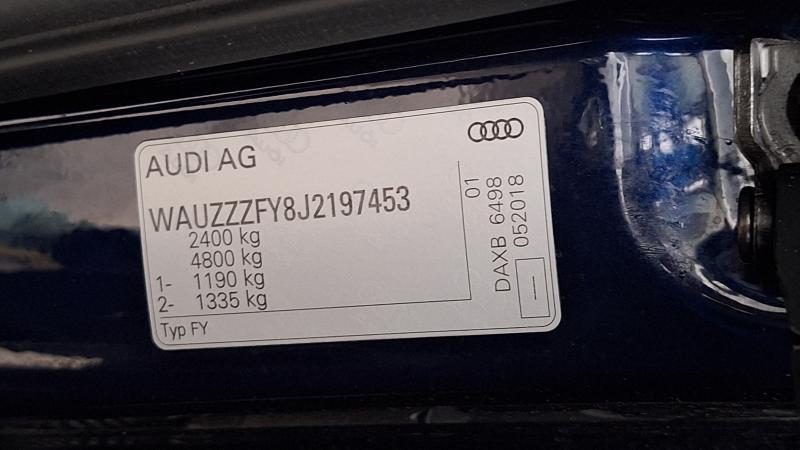 AUDI AG
WAUZZZFY8J2197453
2400 kg
4800 kg
1- 1190 kg
2- 1335 kg
Typ FY
01
DAXB 6498
052018
—